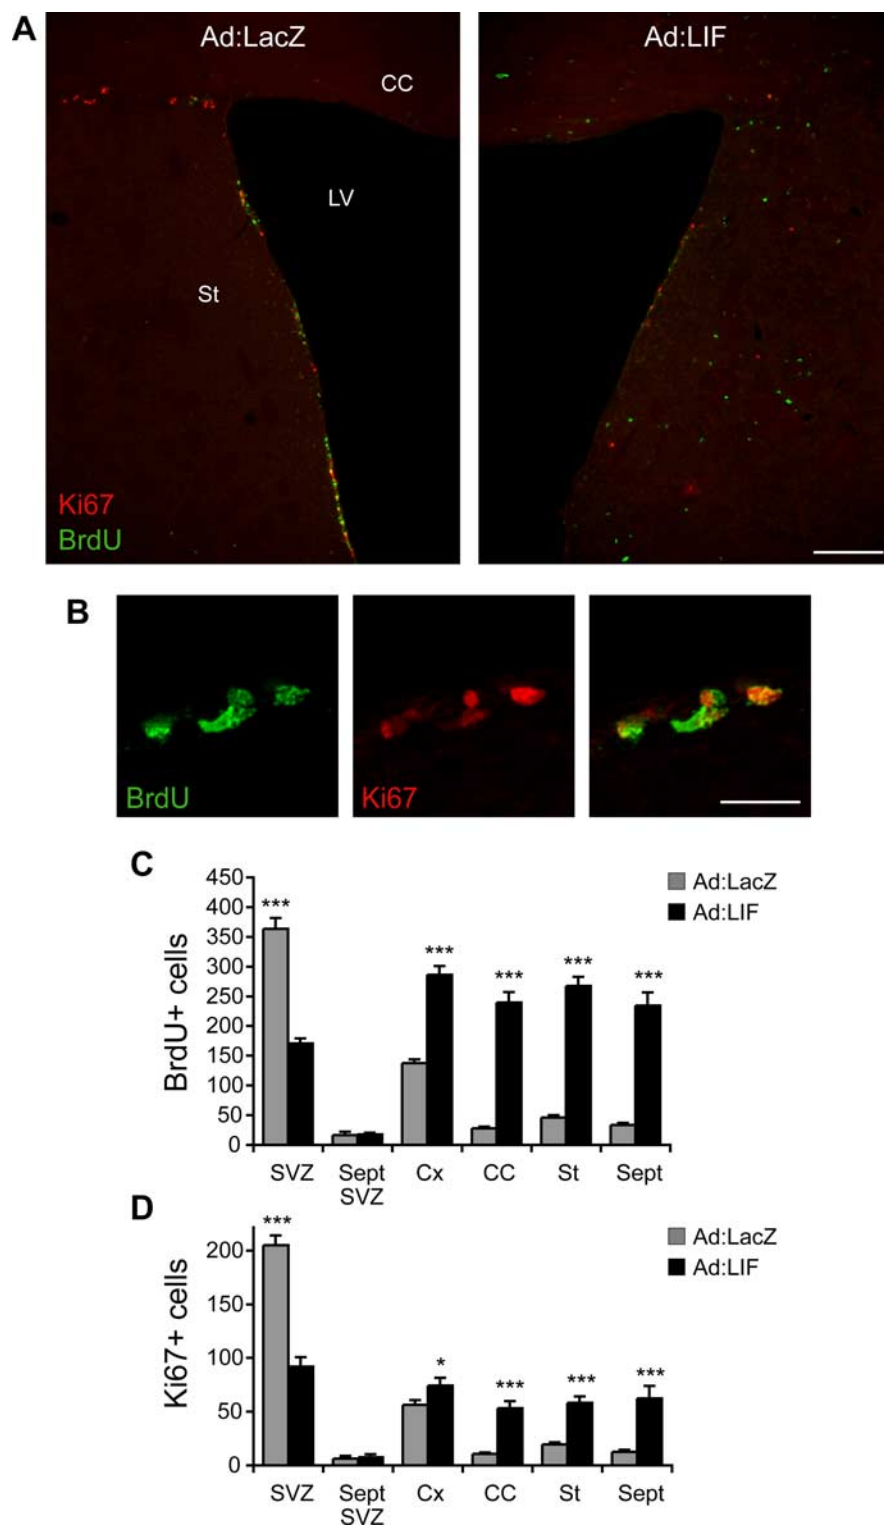 A
Ad:LacZ
Ad:LIF
CC
LV
St
Ki67
BrdU
B
BrdU
Ki67
C
BrdU+ cells
450
400
350
300
250
200
150
100
50
0
***
***
***
***
***
Ad:LacZ
Ad:LIF
SVZ
Sept SVZ
Cx
CC
St
Sept
D
Ki67+ cells
200
150
100
50
0
***
*
***
***
***
Ad:LacZ
Ad:LIF
SVZ
Sept SVZ
Cx
CC
St
Sept